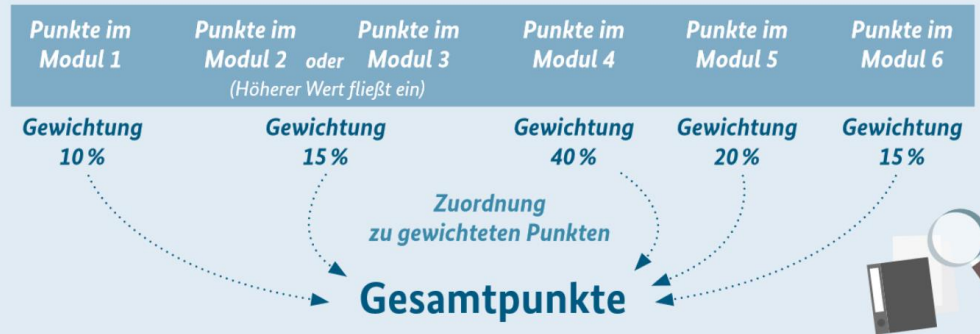 Punkte im Punkte im Punkte im Punkte im Punkte im Punkte im
Modul 1 Modul 2 oder Modul 3 Modul 4 Modul 5 Modul 6
(Höherer Wert fließt ein)
Gewichtung Gewichtung Gewichtung Gewichtung Gewichtung
10 % 15 % 40 % 20 % 15 %
Zuordnung
zu gewichteten Punkten
Gesamtpunkte